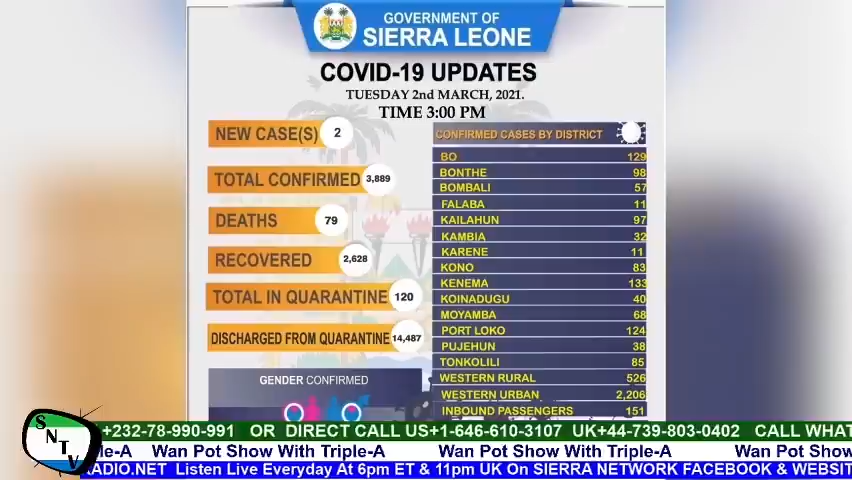 GOVERNMENT OF
SIERRA LEONE
COVID-19 UPDATES
TUESDAY 2nd MARCH, 2021.
TIME 3:00 PM
NEW CASE(S) 2
TOTAL CONFIRMED 3,889
DEATHS 79
RECOVERED 2,628
TOTAL IN QUARANTINE 120
DISCHARGED FROM QUARANTINE 14,487
GENDER CONFIRMED
CONFIRMED CASES BY DISTRICT
BO 129
BONTHE 98
BOMBALI 57
FALABA 11
KAILAHUN 97
KAMBIA 32
KARENE 11
KONO 83
KENEMA 133
KOINADUGU 40
MOYAMBA 68
PORT LOKO 124
PUJEHUN 38
TONKOLILI 85
WESTERN RURAL 526
WESTERN URBAN 2,206
INBOUND PASSENGERS 151
SNTV
+232-78-990-991 OR DIRECT CALL US+1-646-610-3107 UK+44-739-803-0402 CALL WHAT
le-A Wan Pot Show With Triple-A Wan Pot Show With Triple-A Wan Pot Show
RADIO.NET Listen Live Everyday At 6pm ET & 11pm UK On SIERRA NETWORK FACEBOOK & WEBSIT